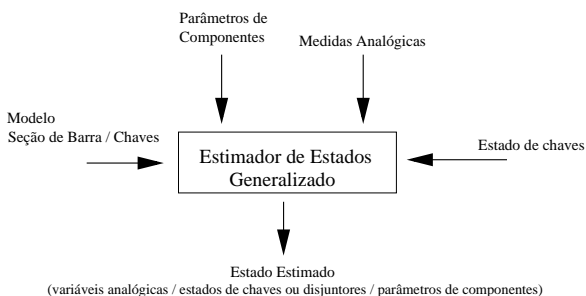 Parâmetros de
Componentes
Medidas Analógicas
Modelo
Seção de Barra / Chaves
Estimador de Estados
Generalizado
Estado de chaves
Estado Estimado
(variáveis analógicas / estados de chaves ou disjuntores / parâmetros de componentes)